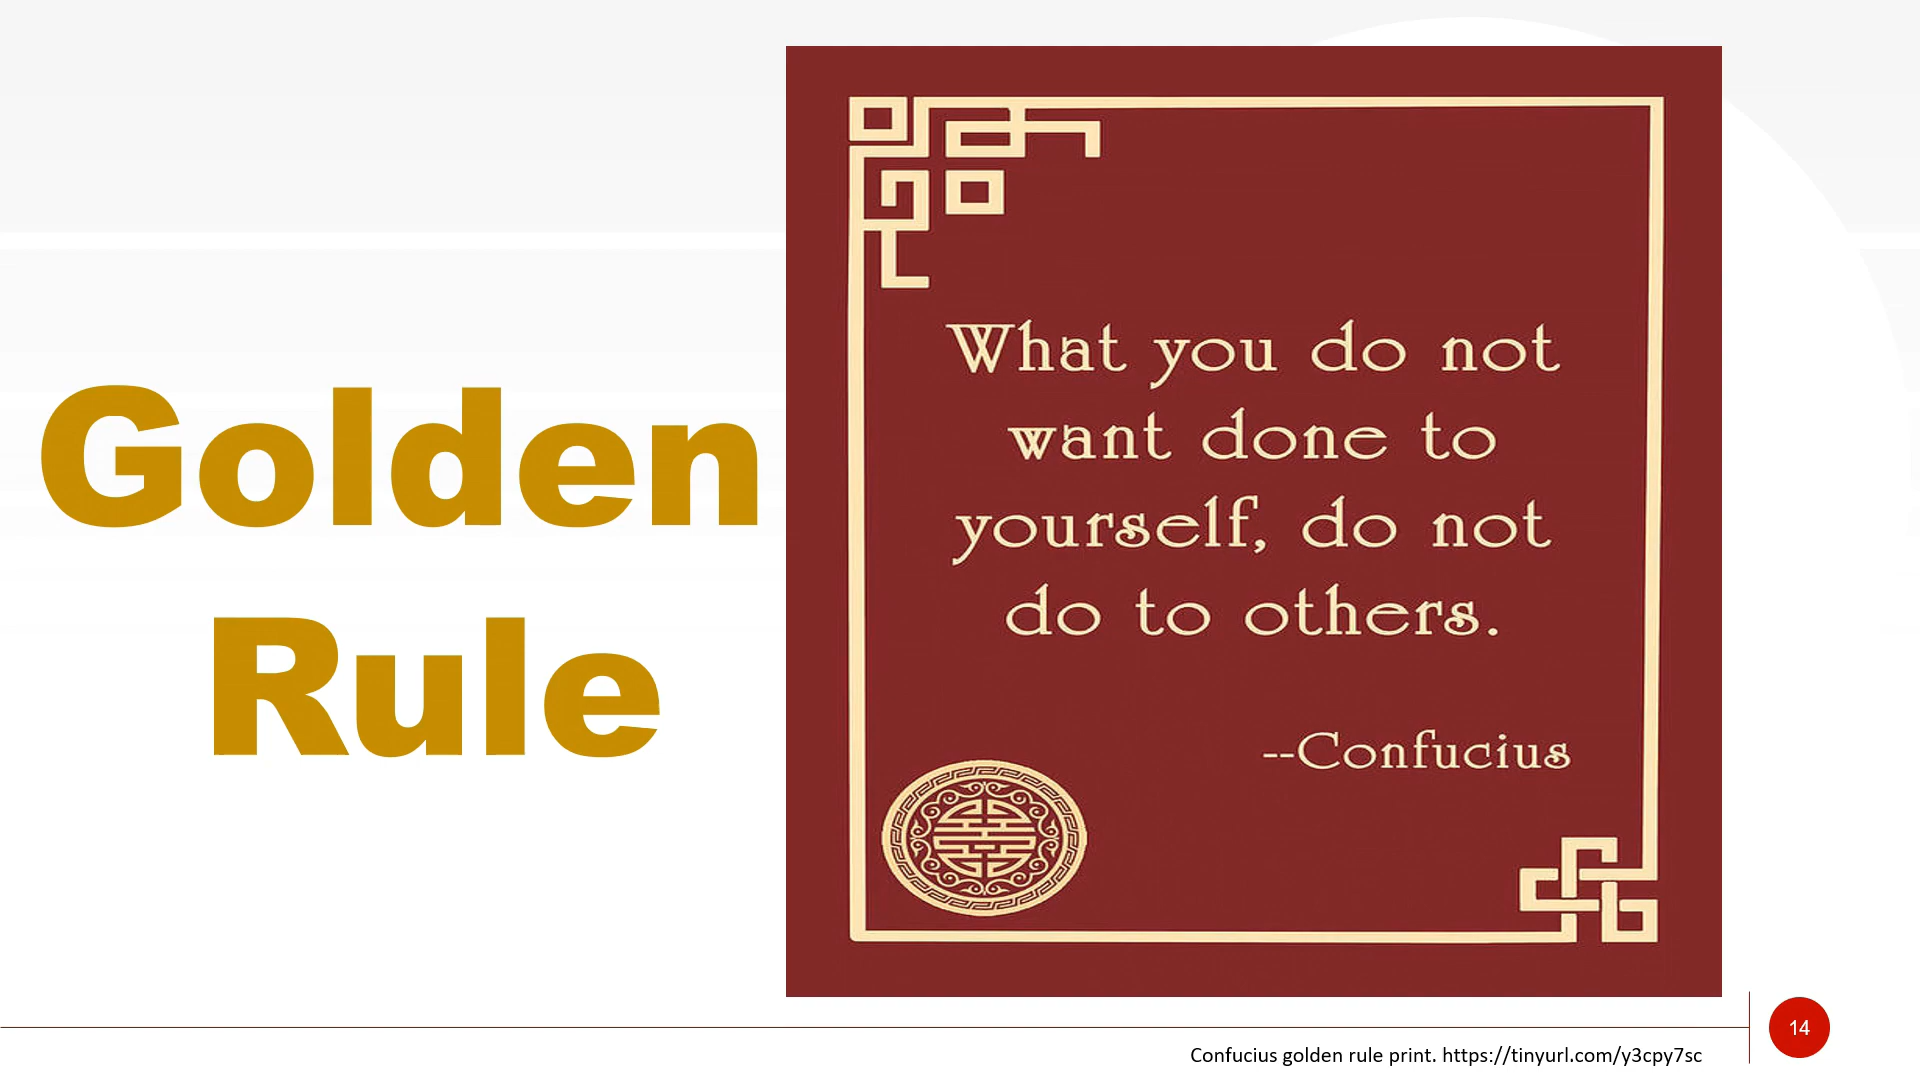 Golden
Rule
What you do not
want done to
yourself, do not
do to others.
--Confucius
14
Confucius golden rule print. https://tinyurl.com/y3cpy7sc